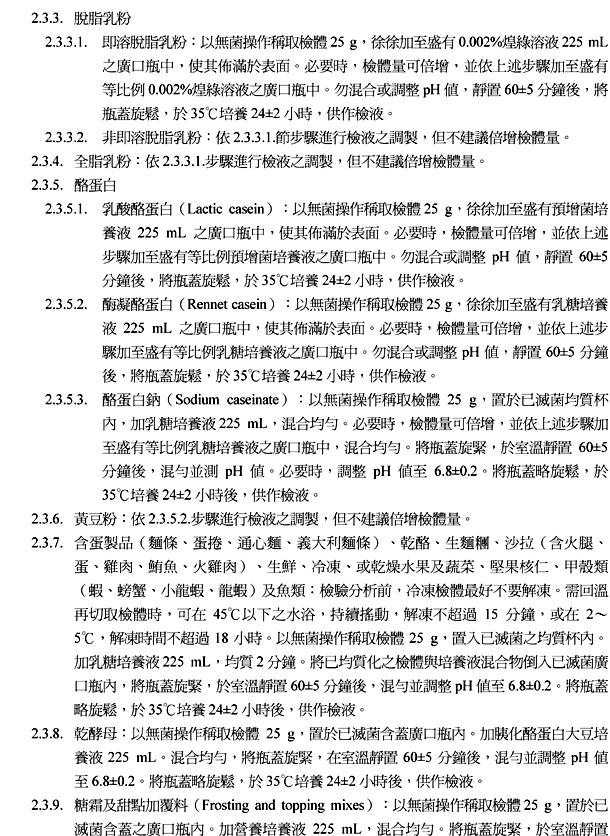 2.3.3. 脫脂乳粉
2.3.3.1. 即溶脫脂乳粉：以無菌操作稱取檢體 25 g，徐徐加至盛有 0.002%煌綠溶液 225 mL
之廣口瓶中，使其佈滿於表面。必要時，檢體量可倍增，並依上述步驟加至盛有
等比例 0.002%煌綠溶液之廣口瓶中。勿混合或調整 pH 值，靜置 60±5 分鐘後，將
瓶蓋旋鬆，於 35℃培養 24±2 小時，供作檢液。
2.3.3.2. 非即溶脫脂乳粉：依 2.3.3.1.節步驟進行檢液之調製，但不建議倍增檢體量。
2.3.4. 全脂乳粉：依 2.3.3.1.步驟進行檢液之調製，但不建議倍增檢體量。
2.3.5. 酪蛋白
2.3.5.1. 乳酸酪蛋白（Lactic casein）：以無菌操作稱取檢體 25 g，徐徐加至盛有預增菌培
養液 225 mL 之廣口瓶中，使其佈滿於表面。必要時，檢體量可倍增，並依上述
步驟加至盛有等比例預增菌培養液之廣口瓶中。勿混合或調整 pH 值，靜置 60±5
分鐘後，將瓶蓋旋鬆，於 35℃培養 24±2 小時，供作檢液。
2.3.5.2. 酶凝酪蛋白（Rennet casein）：以無菌操作稱取檢體 25 g，徐徐加至盛有乳糖培養
液 225 mL 之廣口瓶中，使其佈滿於表面。必要時，檢體量可倍增，並依上述步
驟加至盛有等比例乳糖培養液之廣口瓶中。勿混合或調整 pH 值，靜置 60±5 分鐘
後，將瓶蓋旋鬆，於 35℃培養 24±2 小時，供作檢液。
2.3.5.3. 酪蛋白鈉（Sodium caseinate）：以無菌操作稱取檢體 25 g，置於已滅菌均質杯
內，加乳糖培養液 225 mL，混合均勻。必要時，檢體量可倍增，並依上述步驟加
至盛有等比例乳糖培養液之廣口瓶中，混合均勻。將瓶蓋旋緊，於室溫靜置 60±5
分鐘後，混勻並測 pH 值。必要時，調整 pH 值至 6.8±0.2。將瓶蓋略旋鬆，於
35℃培養 24±2 小時後，供作檢液。
2.3.6. 黃豆粉：依 2.3.5.2.步驟進行檢液之調製，但不建議倍增檢體量。
2.3.7. 含蛋製品（麵條、蛋捲、通心麵、義大利麵條）、乾酪、生麵糰、沙拉（含火腿、
蛋、雞肉、鮪魚、火雞肉）、生鮮、冷凍、或乾燥水果及蔬菜、堅果核仁、甲殼類
（蝦、螃蟹、小龍蝦、龍蝦）及魚類：檢驗分析前，冷凍檢體最好不要解凍。需回溫
再切取檢體時，可在 45℃以下之水浴，持續搖動，解凍不超過 15 分鐘，或在 2～
5℃，解凍時間不超過 18 小時。以無菌操作稱取檢體 25 g，置入已滅菌之均質杯內。
加乳糖培養液 225 mL，均質 2 分鐘。將已均質化之檢體與培養液混合物倒入已滅菌廣
口瓶內，將瓶蓋旋緊，於室溫靜置 60±5 分鐘後，混勻並調整 pH 值至 6.8±0.2。將瓶蓋
略旋鬆，於 35℃培養 24±2 小時後，供作檢液。
2.3.8. 乾酵母：以無菌操作稱取檢體 25 g，置於已滅菌含蓋廣口瓶內。加胰化酪蛋白大豆培
養液 225 mL。混合均勻，將瓶蓋旋緊，在室溫靜置 60±5 分鐘後，混勻並調整 pH 值
至 6.8±0.2。將瓶蓋略旋鬆，於 35℃培養 24±2 小時後，供作檢液。
2.3.9. 糖霜及甜點加覆料（Frosting and topping mixes）：以無菌操作稱取檢體 25 g，置於已
滅菌含蓋之廣口瓶內。加營養培養液 225 mL，混合均勻。將瓶蓋旋緊，於室溫靜置